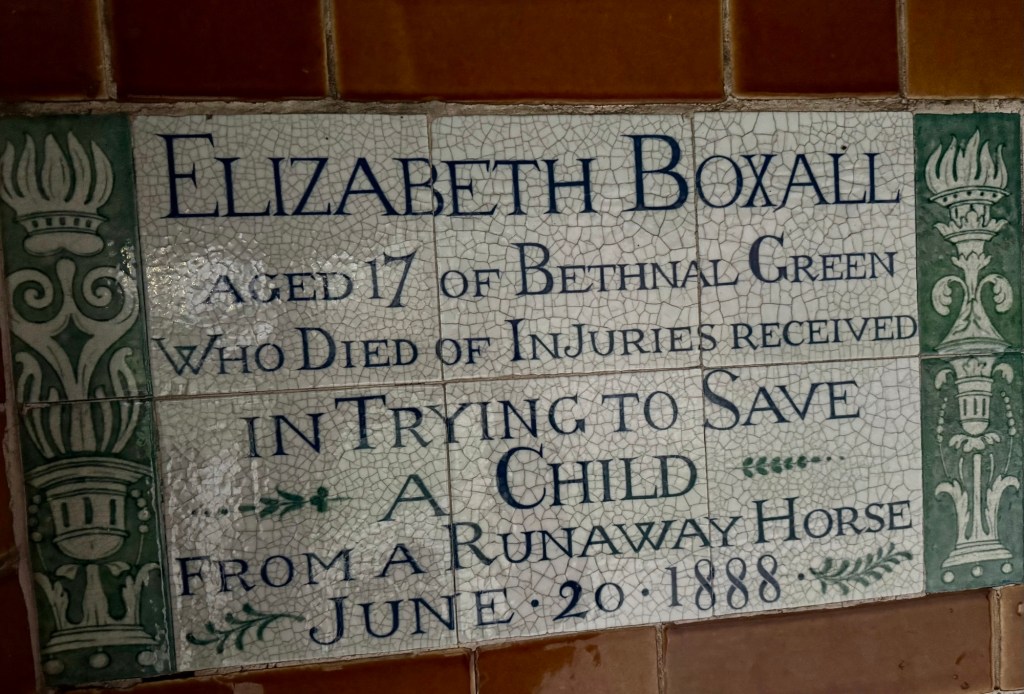 ELIZABETH BOXALL
AGED 17 OF BETHNAL GREEN
WHO DIED OF INJURIES RECEIVED
IN TRYING TO SAVE
A CHILD
FROM A RUNAWAY HORSE
JUNE · 20 · 1888 ·